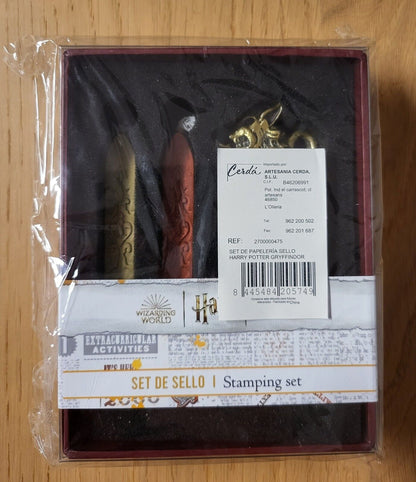 Cerdá
Importado por:
ARTESANIA CERDA,
S.L.U.
C.I.F. B46206991
Pol. Ind el carrascot; c/
artesans
46850
L'Olleria
Tel: 962 200 502
Fax: 962 201 687
REF: 2700000475
SET DE PAPELERÍA SELLO
HARRY POTTER GRYFFINDOR
8 445484 205749
WIZARDING
WORLD
Ha
EXTRACURRICULAR
ACTIVITIES
SET DE SELLO | Stamping set